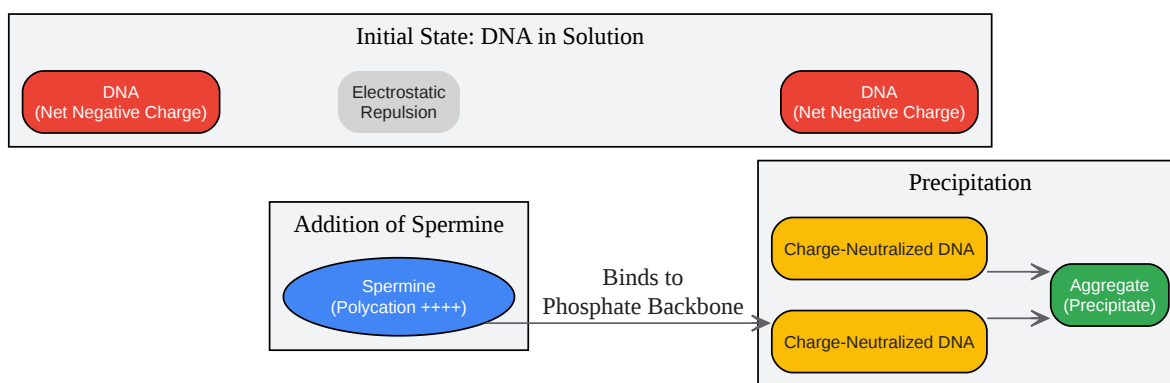 Initial State: DNA in Solution
DNA
(Net Negative Charge)
Electrostatic
Repulsion
DNA
(Net Negative Charge)
Addition of Spermine
Spermine
(Polycation ++++)
Binds to
Phosphate Backbone
Precipitation
Charge-Neutralized DNA
Charge-Neutralized DNA
Aggregate
(Precipitate)